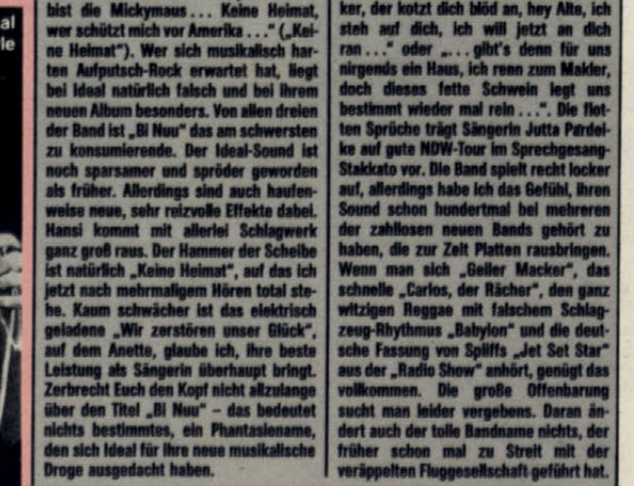 al
le
bist die Mickymaus... Keine Heimat,
wer schützt mich vor Amerika ..." („Kei-
ne Heimat"). Wer sich musikalisch har-
ten Aufputsch-Rock erwartet hat, liegt
bei Ideal natürlich falsch und bei ihrem
neuen Album besonders. Von allen dreien
der Band ist „Bi Nuu" das am schwersten
zu konsumierende. Der Ideal-Sound ist
noch sparsamer und spröder geworden
als früher. Allerdings sind auch haufen-
weise neue, sehr reizvolle Effekte dabei.
Hansi kommt mit allerlei Schlagwerk
ganz groß raus. Der Hammer der Scheibe
ist natürlich „Keine Heimat", auf das ich
jetzt nach mehrmaligem Hören total ste-
he. Kaum schwächer ist das elektrisch
geladene „Wir zerstören unser Glück",
auf dem Anette, glaube ich, ihre beste
Leistung als Sängerin überhaupt bringt.
Zerbrecht Euch den Kopf nicht allzulange
über den Titel „Bi Nuu" – das bedeutet
nichts bestimmtes, ein Phantasiename,
den sich Ideal für ihre neue musikalische
Droge ausgedacht haben.
ker, der kotzt dich blöd an, hey Alte, ich
steh auf dich, ich will jetzt an dich
ran ..." oder „... gibt's denn für uns
nirgends ein Haus, ich renn zum Makler,
doch dieses fette Schwein legt uns
bestimmt wieder mal rein ...". Die flot-
ten Sprüche trägt Sängerin Jutta Pardel-
ke auf gute NDW-Tour im Sprechgesang-
Stakkato vor. Die Band spielt recht locker
auf, allerdings habe ich das Gefühl, ihren
Sound schon hundertmal bei mehreren
der zahllosen neuen Bands gehört zu
haben, die zur Zeit Platten rausbringen.
Wenn man sich „Geiler Macker", das
schnelle „Carlos, der Rächer", den ganz
witzigen Reggae mit falschem Schlag-
zeug-Rhythmus „Babylon" und die deut-
sche Fassung von Spliffs „Jet Set Star"
aus der „Radio Show" anhört, genügt das
vollkommen. Die große Offenbarung
sucht man leider vergebens. Daran än-
dert auch der tolle Bandname nichts, der
früher schon mal zu Streit mit der
veräppelten Fluggesellschaft geführt hat.